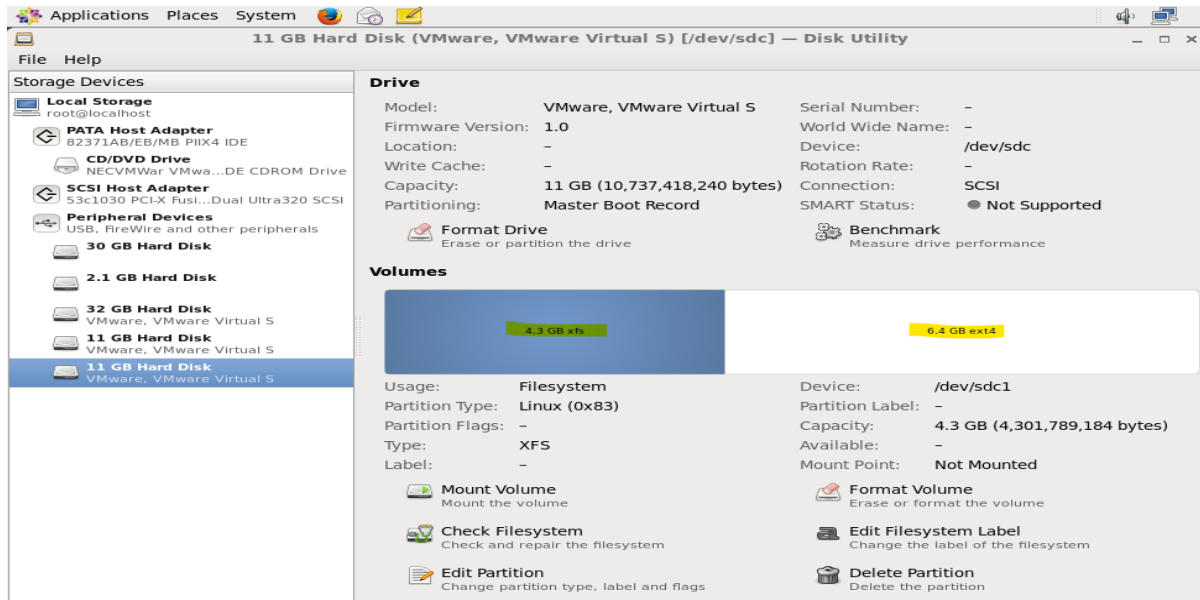 Applications Places System
11 GB Hard Disk (VMware, VMware Virtual S) [/dev/sdc] — Disk Utility
File Help
Storage Devices
Local Storage
root@localhost
PATA Host Adapter
82371AB/EB/MB PIIX4 IDE
CD/DVD Drive
NECVMWar VMwa...DE CDROM Drive
SCSI Host Adapter
53c1030 PCI-X Fusi...Dual Ultra320 SCSI
Peripheral Devices
USB, FireWire and other peripherals
30 GB Hard Disk
2.1 GB Hard Disk
32 GB Hard Disk
VMware, VMware Virtual S
11 GB Hard Disk
VMware, VMware Virtual S
11 GB Hard Disk
VMware, VMware Virtual S
Drive
Model: VMware, VMware Virtual S Serial Number: –
Firmware Version: 1.0 World Wide Name: –
Location: – Device: /dev/sdc
Write Cache: – Rotation Rate: –
Capacity: 11 GB (10,737,418,240 bytes) Connection: SCSI
Partitioning: Master Boot Record SMART Status: Not Supported
Format Drive Benchmark
Erase or partition the drive Measure drive performance
Volumes
4.3 GB xfs 6.4 GB ext4
Usage: Filesystem Device: /dev/sdc1
Partition Type: Linux (0x83) Partition Label: –
Partition Flags: – Capacity: 4.3 GB (4,301,789,184 bytes)
Type: XFS Available: –
Label: – Mount Point: Not Mounted
Mount Volume Format Volume
Mount the volume Erase or format the volume
Check Filesystem Edit Filesystem Label
Check and repair the filesystem Change the label of the filesystem
Edit Partition Delete Partition
Change partition type, label and flags Delete the partition